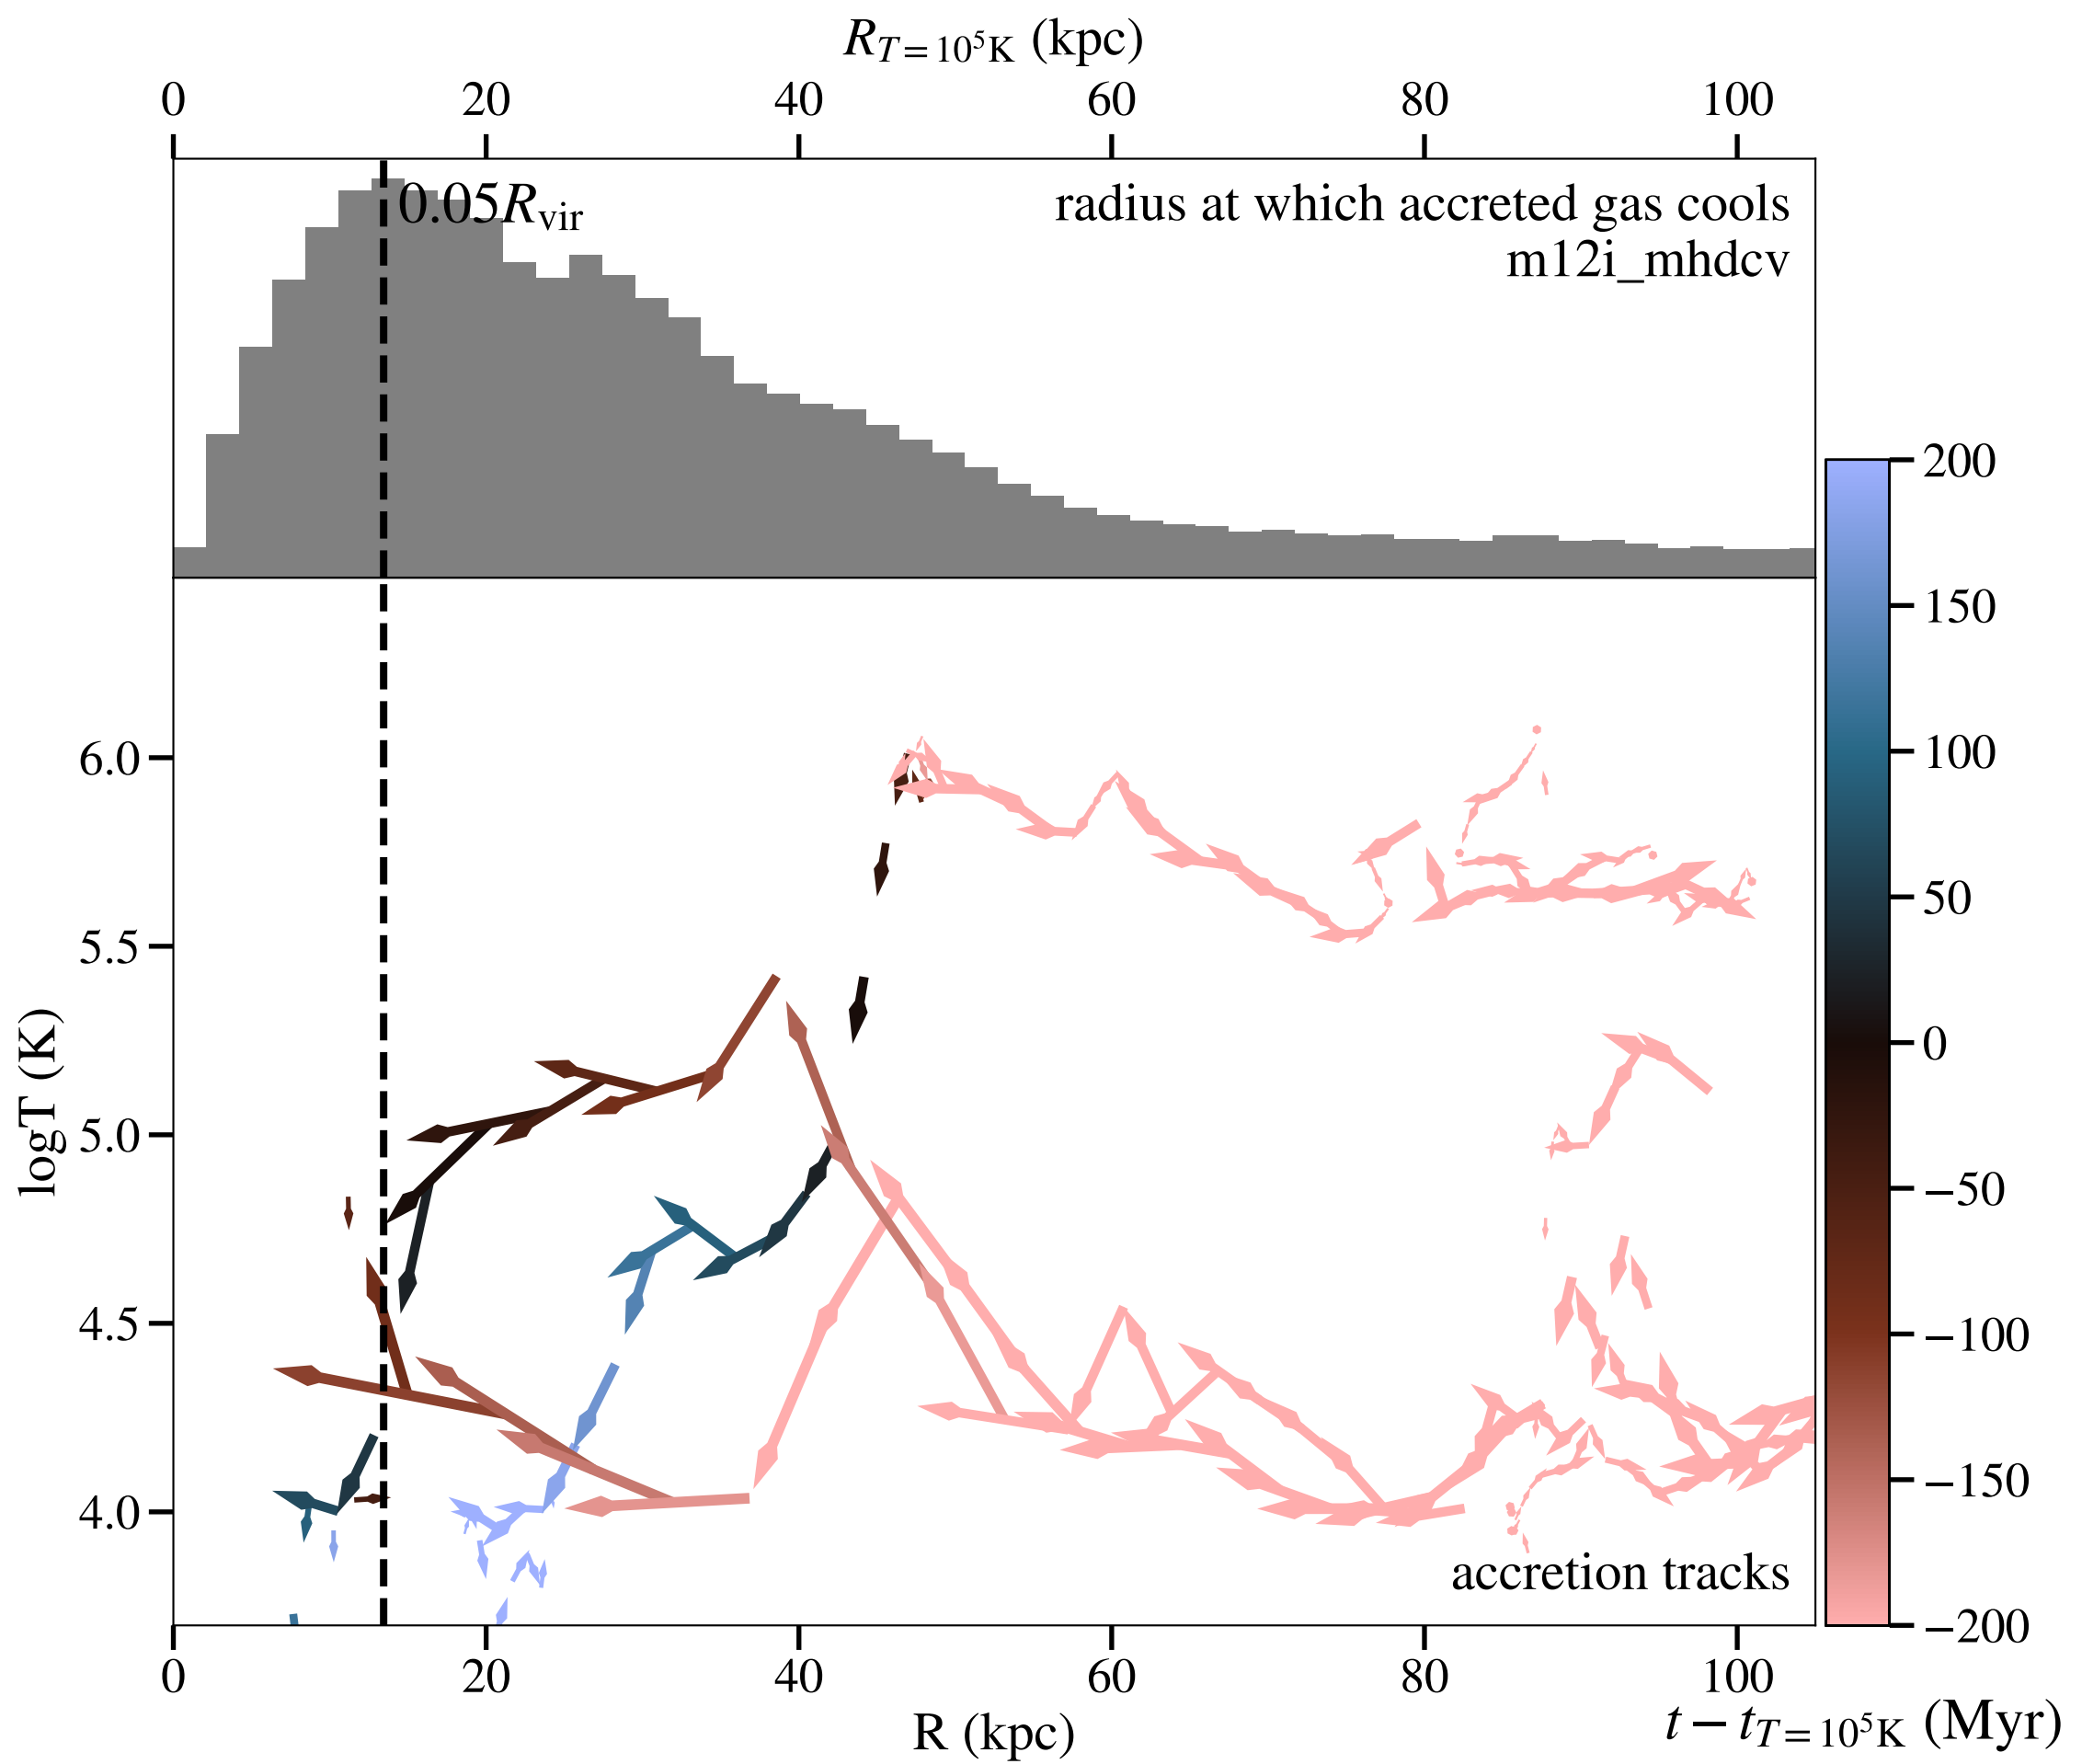 R_{T=10^5K} (kpc)
0 20 40 60 80 100
0.05R_{vir}
radius at which accreted gas cools
m12i_mhdcv
200
150
100
50
0
−50
−100
−150
−200
6.0
5.5
5.0
4.5
4.0
logT (K)
accretion tracks
0 20 40 60 80 100
R (kpc)
t − t_{T=10^5K} (Myr)